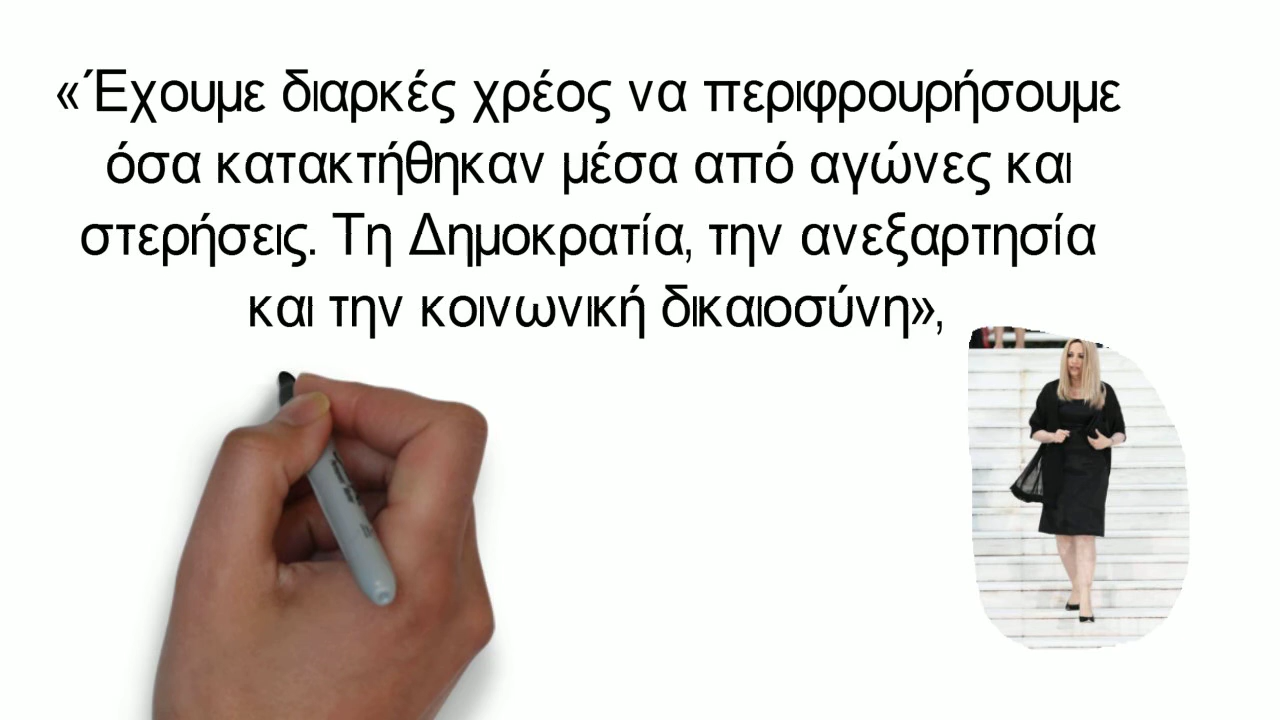 «Έχουμε διαρκές χρέος να περιφρουρήσουμε
όσα κατακτήθηκαν μέσα από αγώνες και
στερήσεις. Τη Δημοκρατία, την ανεξαρτησία
και την κοινωνική δικαιοσύνη»,